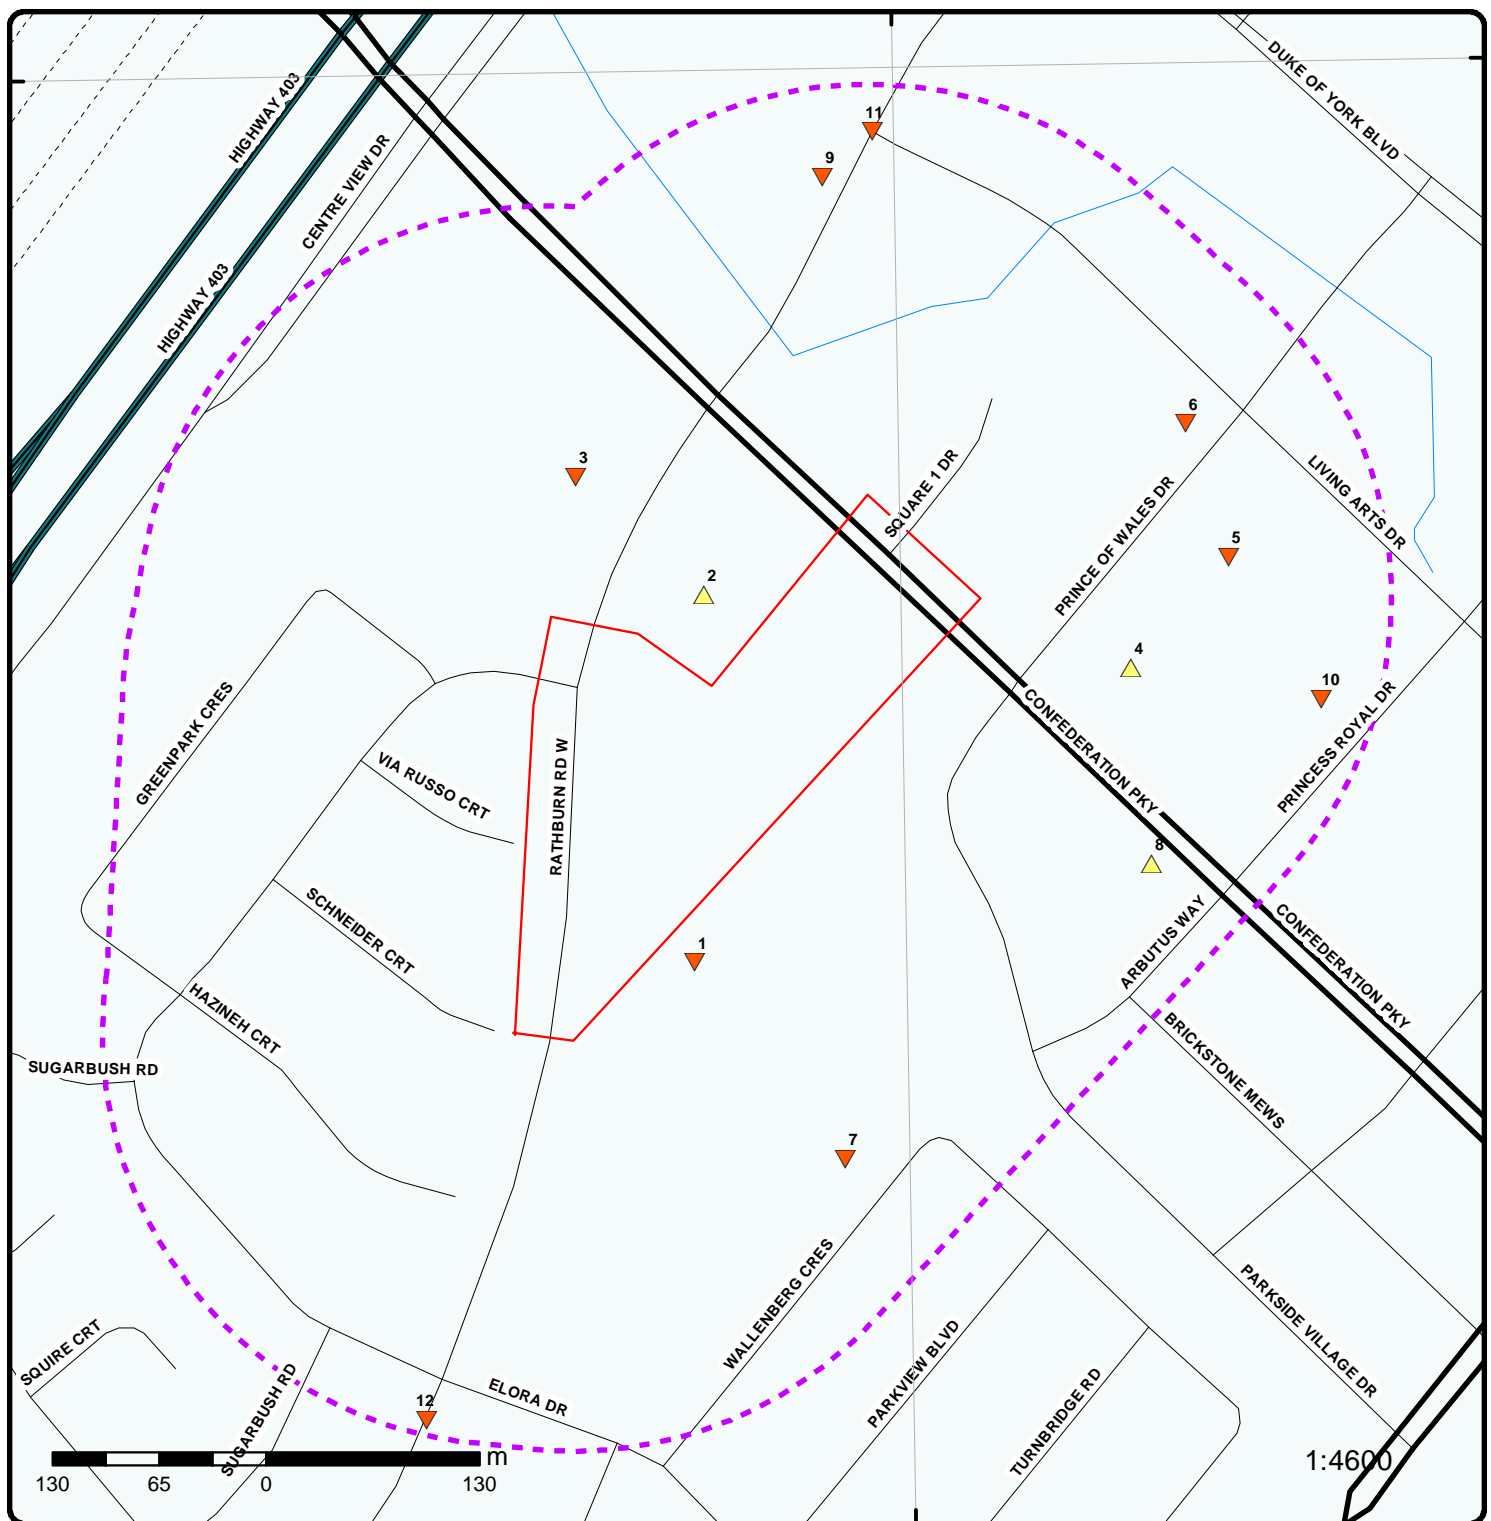 DUKE OF YORK BLVD
HIGHWAY 403
11
9
CENTRE VIEW DR
HIGHWAY 403
6
3
SQUARE 1 DR
LIVING ARTS DR
PRINCE OF WALES DR
5
2
4
10
GREENPARK CRES
CONFEDERATION PKY
PRINCESS ROYAL DR
VIA RUSSO CRT
RATHBURN RD W
8
SCHNEIDER CRT
1
ARBUTUS WAY
CONFEDERATION PKY
HAZINEH CRT
BRICKSTONE MEWS
SUGARBUSH RD
7
WALLENBERG CRES
PARKSIDE VILLAGE DR
SQUIRE CRT
PARKVIEW BLVD
SUGARBUSH RD
12
ELORA DR
TURNBRIDGE RD
m
1:4600
130 65 0 130